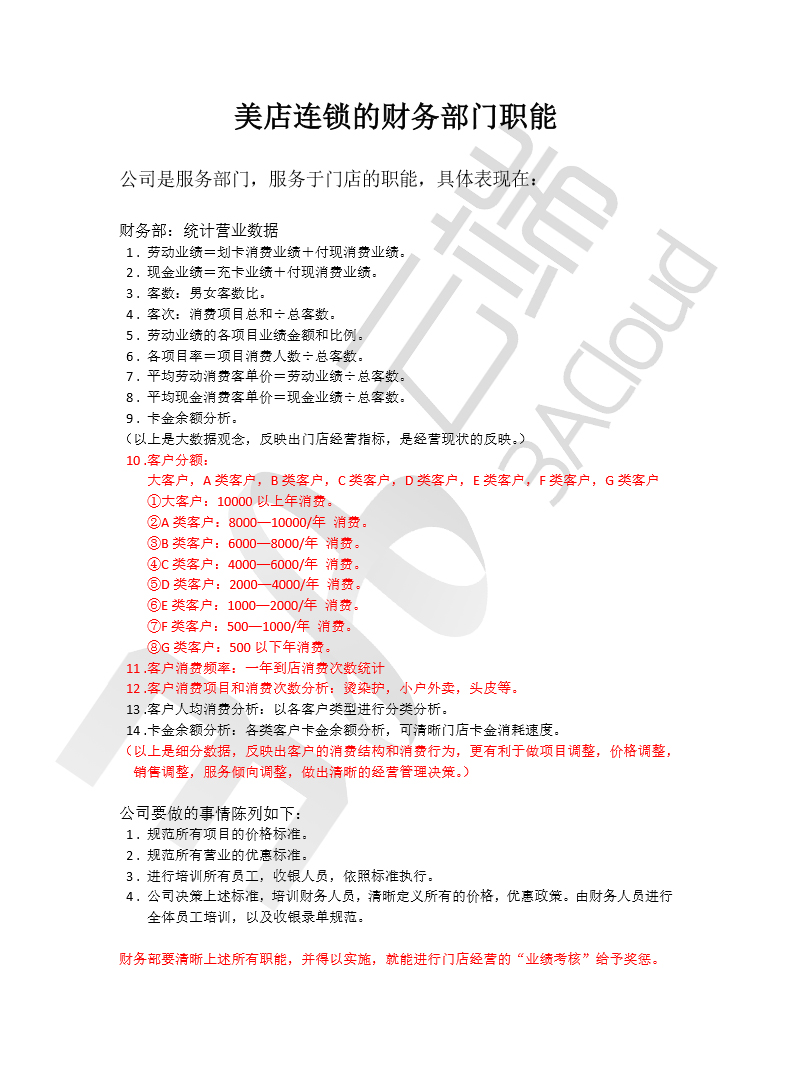 美店连锁的财务部门职能
公司是服务部门，服务于门店的职能，具体表现在：
财务部：统计营业数据
1．劳动业绩＝划卡消费业绩＋付现消费业绩。
2．现金业绩＝充卡业绩＋付现消费业绩。
3．客数：男女客数比。
4．客次：消费项目总和÷总客数。
5．劳动业绩的各项目业绩金额和比例。
6．各项目率＝项目消费人数÷总客数。
7．平均劳动消费客单价＝劳动业绩÷总客数。
8．平均现金消费客单价＝现金业绩÷总客数。
9．卡金余额分析。
（以上是大数据观念，反映出门店经营指标，是经营现状的反映。）
10．客户分额：
大客户，A 类客户，B 类客户，C 类客户，D 类客户，E 类客户，F 类客户，G 类客户
①大客户：10000 以上年消费。
②A 类客户：8000—10000/年 消费。
③B 类客户：6000—8000/年 消费。
④C 类客户：4000—6000/年 消费。
⑤D 类客户：2000—4000/年 消费。
⑥E 类客户：1000—2000/年 消费。
⑦F 类客户：500—1000/年 消费。
⑧G 类客户：500 以下年消费。
11．客户消费频率：一年到店消费次数统计
12．客户消费项目和消费次数分析：烫染护，小户外卖，头皮等。
13．客户人均消费分析：以各客户类型进行分类分析。
14．卡金余额分析：各类客户卡金余额分析，可清晰门店卡金消耗速度。
（以上是细分数据，反映出客户的消费结构和消费行为，更有利于做项目调整，价格调整，
销售调整，服务倾向调整，做出清晰的经营管理决策。）
公司要做的事情陈列如下：
1．规范所有项目的价格标准。
2．规范所有营业的优惠标准。
3．进行培训所有员工，收银人员，依照标准执行。
4．公司决策上述标准，培训财务人员，清晰定义所有的价格，优惠政策。由财务人员进行
全体员工培训，以及收银录单规范。
财务部要清晰上述所有职能，并得以实施，就能进行门店经营的“业绩考核”给予奖惩。
云端
3ACloud